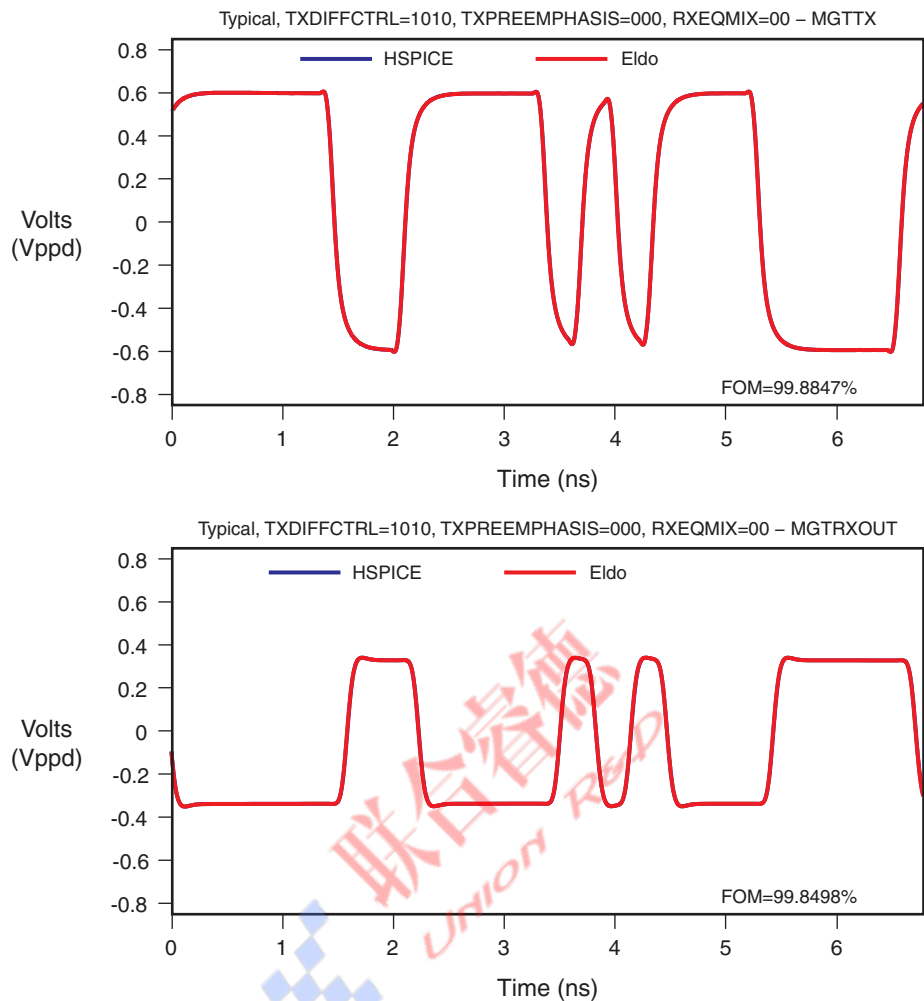 Typical, TXDIFFCTRL=1010, TXPREEMPHASIS=000, RXEQMIX=00 – MGTTX
HSPICE
Eldo
0.8
0.6
0.4
0.2
0
-0.2
-0.4
-0.6
-0.8
Volts
(Vppd)
FOM=99.8847%
0 1 2 3 4 5 6
Time (ns)
Typical, TXDIFFCTRL=1010, TXPREEMPHASIS=000, RXEQMIX=00 – MGTRXOUT
HSPICE
Eldo
0.8
0.6
0.4
0.2
0
-0.2
-0.4
-0.6
-0.8
Volts
(Vppd)
FOM=99.8498%
0 1 2 3 4 5 6
Time (ns)
联合睿德
UNION R&D